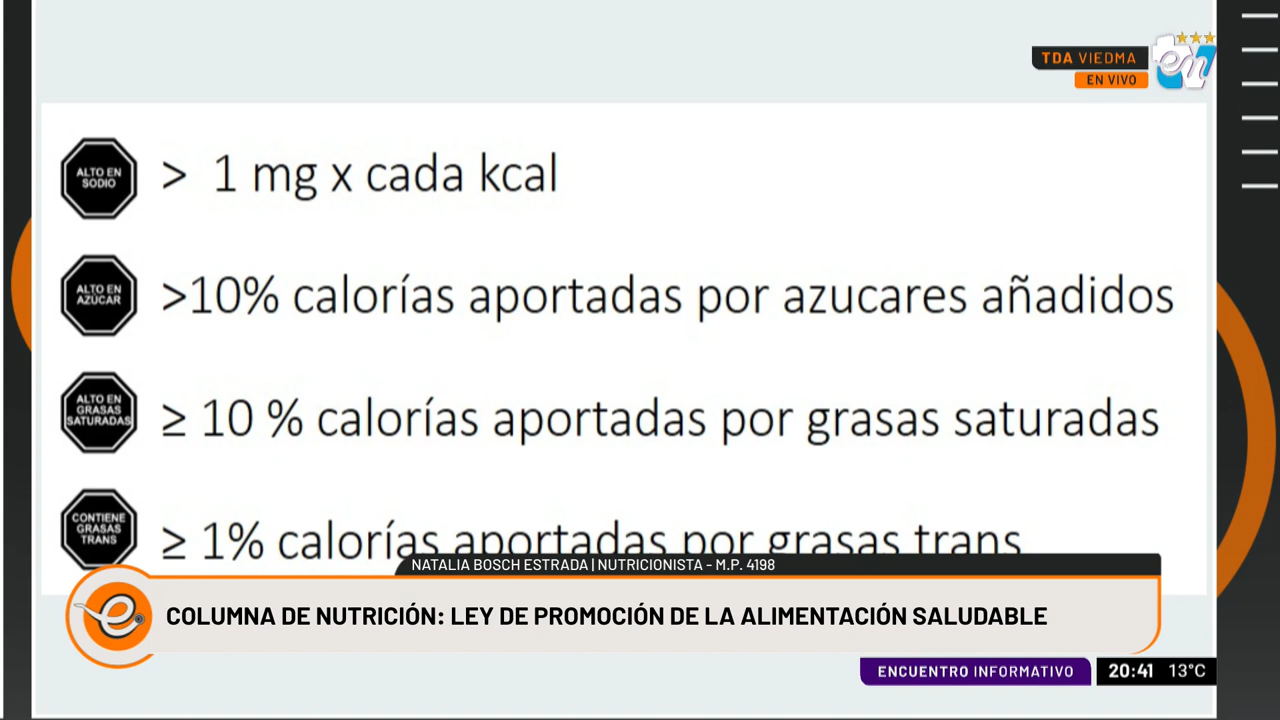 TDA VIEDMA
EN VIVO
ALTO EN
SODIO
> 1 mg x cada kcal
ALTO EN
AZÚCAR
>10% calorías aportadas por azucares añadidos
ALTO EN
GRASAS
SATURADAS
≥ 10 % calorías aportadas por grasas saturadas
CONTIENE
GRASAS
TRANS
≥ 1% calorías aportadas por grasas trans
NATALIA BOSCH ESTRADA | NUTRICIONISTA - M.P. 4198
COLUMNA DE NUTRICIÓN: LEY DE PROMOCIÓN DE LA ALIMENTACIÓN SALUDABLE
ENCUENTRO INFORMATIVO
20:41 13°C